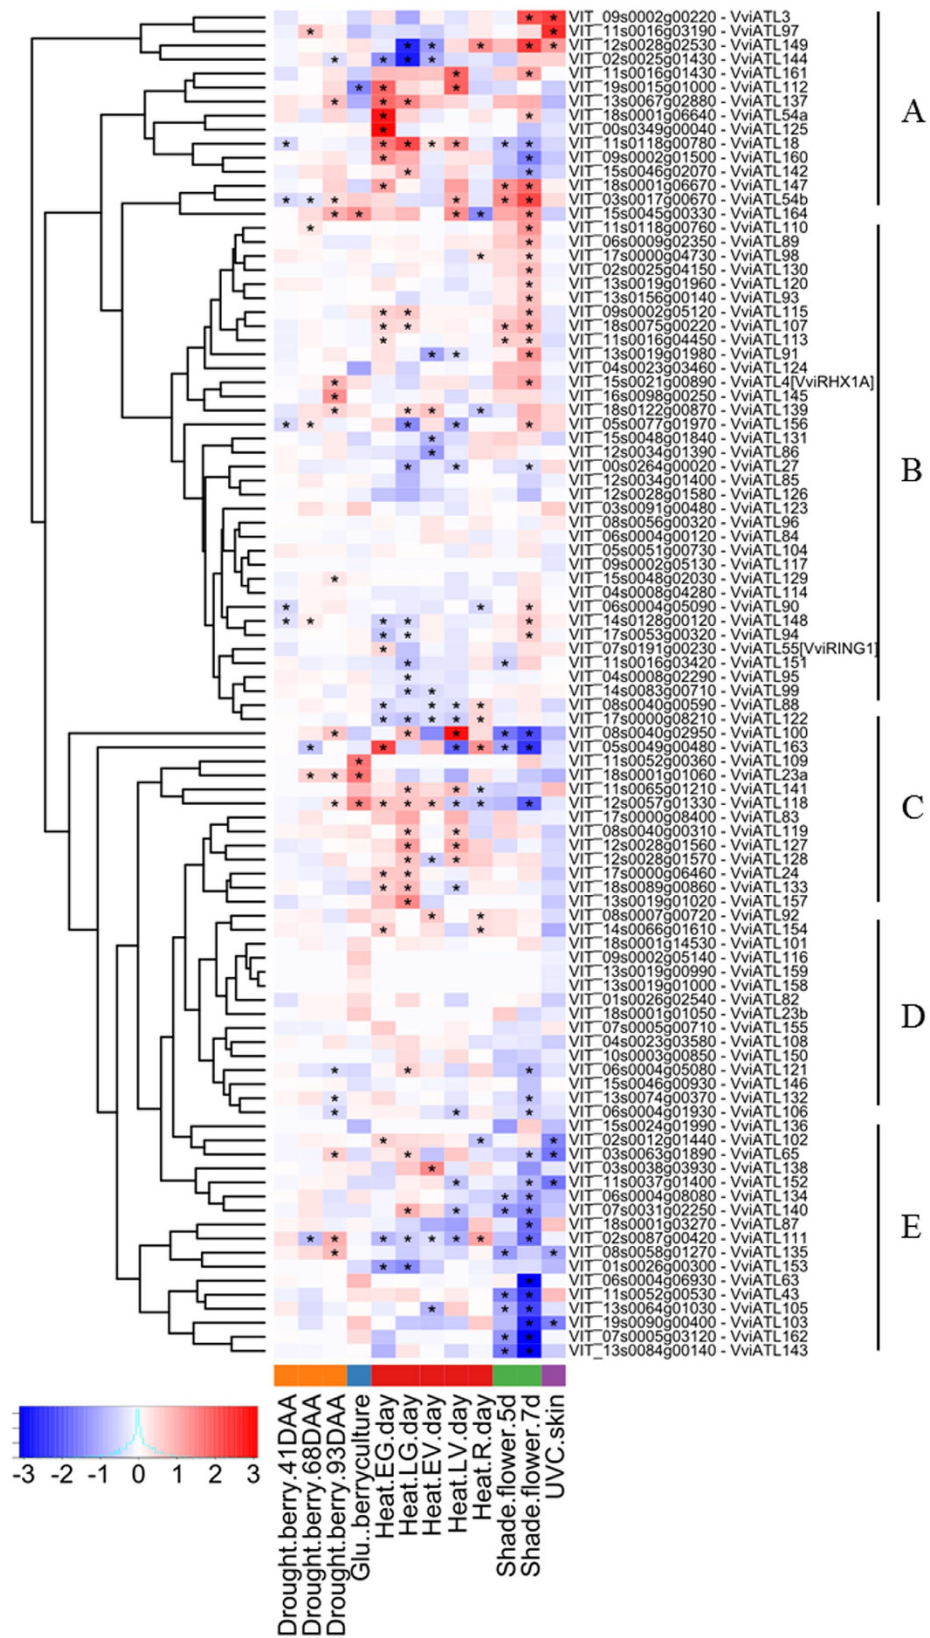 VIT_09s0002g00220 - VviATL3
VIT_11s0016g03190 - VviATL97
VIT_12s0028g02530 - VviATL149
VIT_02s0025g01430 - VviATL144
VIT_11s0016g01430 - VviATL161
VIT_19s0015g01000 - VviATL112
VIT_13s0067g02880 - VviATL137
VIT_18s0001g06640 - VviATL54a
VIT_00s0349g00040 - VviATL125
VIT_11s0118g00780 - VviATL18
VIT_09s0002g01500 - VviATL160
VIT_15s0046g02070 - VviATL142
VIT_18s0001g06670 - VviATL147
VIT_03s0017g00670 - VviATL54b
A
VIT_15s0045g00330 - VviATL164
VIT_11s0118g00760 - VviATL110
VIT_06s0009g02350 - VviATL89
VIT_17s0000g04730 - VviATL98
VIT_02s0025g04150 - VviATL130
VIT_13s0019g01960 - VviATL120
VIT_13s0156g00140 - VviATL93
VIT_09s0002g05120 - VviATL115
VIT_18s0075g00220 - VviATL107
VIT_11s0016g04450 - VviATL113
VIT_13s0019g01980 - VviATL91
VIT_04s0023g03460 - VviATL124
VIT_15s0021g00890 - VviATL4[VviRHX1A]
VIT_16s0098g00250 - VviATL145
VIT_18s0122g00870 - VviATL139
VIT_05s0077g01970 - VviATL156
VIT_15s0048g01840 - VviATL131
VIT_12s0034g01390 - VviATL86
VIT_00s0264g00020 - VviATL27
VIT_12s0034g01400 - VviATL85
VIT_12s0028g01580 - VviATL126
VIT_03s0091g00480 - VviATL123
VIT_08s0056g00320 - VviATL96
VIT_06s0004g00120 - VviATL84
VIT_05s0051g00730 - VviATL104
VIT_09s0002g05130 - VviATL117
VIT_15s0048g02030 - VviATL129
VIT_04s0008g04280 - VviATL114
VIT_06s0004g05090 - VviATL90
VIT_14s0128g00120 - VviATL148
VIT_17s0053g00320 - VviATL94
VIT_07s0191g00230 - VviATL55[VviRING1]
VIT_11s0016g03420 - VviATL151
VIT_04s0008g02290 - VviATL95
VIT_14s0083g00710 - VviATL99
VIT_08s0040g00590 - VviATL88
B
VIT_17s0000g08210 - VviATL122
VIT_08s0040g02950 - VviATL100
VIT_05s0049g00480 - VviATL163
VIT_11s0052g00360 - VviATL109
VIT_18s0001g01060 - VviATL23a
VIT_11s0065g01210 - VviATL141
VIT_12s0057g01330 - VviATL118
VIT_17s0000g08400 - VviATL83
VIT_08s0040g00310 - VviATL119
VIT_12s0028g01560 - VviATL127
VIT_12s0028g01570 - VviATL128
VIT_17s0000g06460 - VviATL24
VIT_18s0089g00860 - VviATL133
VIT_13s0019g01020 - VviATL157
C
VIT_08s0007g00720 - VviATL92
VIT_14s0066g01610 - VviATL154
VIT_18s0001g14530 - VviATL101
VIT_09s0002g05140 - VviATL116
VIT_13s0019g00990 - VviATL159
VIT_13s0019g01000 - VviATL158
VIT_01s0026g02540 - VviATL82
VIT_18s0001g01050 - VviATL23b
VIT_07s0005g00710 - VviATL155
VIT_04s0023g03580 - VviATL108
VIT_10s0003g00850 - VviATL150
VIT_06s0004g05080 - VviATL121
VIT_15s0046g00930 - VviATL146
VIT_13s0074g00370 - VviATL132
VIT_06s0004g01930 - VviATL106
D
VIT_15s0024g01990 - VviATL136
VIT_02s0012g01440 - VviATL102
VIT_03s0063g01890 - VviATL65
VIT_03s0038g03930 - VviATL138
VIT_11s0037g01400 - VviATL152
VIT_06s0004g08080 - VviATL134
VIT_07s0031g02250 - VviATL140
VIT_18s0001g03270 - VviATL87
VIT_02s0087g00420 - VviATL111
VIT_08s0058g01270 - VviATL135
VIT_01s0026g00300 - VviATL153
VIT_06s0004g06930 - VviATL63
VIT_11s0052g00530 - VviATL43
VIT_13s0064g01030 - VviATL105
VIT_19s0090g00400 - VviATL103
VIT_07s0005g03120 - VviATL162
VIT_13s0084g00140 - VviATL143
E
-3 -2 -1 0 1 2 3
Drought.berry.41DAA
Drought.berry.68DAA
Drought.berry.93DAA
Glu..berryculture
Heat.EG.day
Heat.LG.day
Heat.EV.day
Heat.LV.day
Heat.R.day
Shade.flower.5d
Shade.flower.7d
UVC.skin